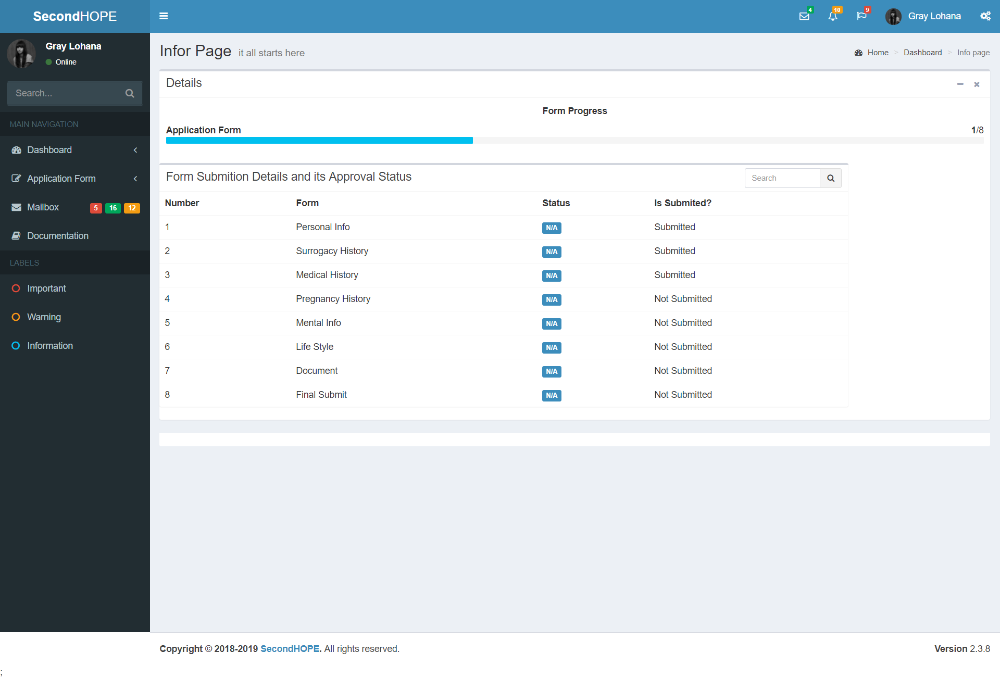 SecondHOPE
4
10
9
Gray Lohana
Gray Lohana
Online
Search...
MAIN NAVIGATION
Dashboard
Application Form
Mailbox 5 16 12
Documentation
LABELS
Important
Warning
Information
Infor Page it all starts here
Home > Dashboard > Info page
Details
Form Progress
Application Form 1/8
Form Submition Details and its Approval Status
Search
Number Form Status Is Submited?
1 Personal Info N/A Submitted
2 Surrogacy History N/A Submitted
3 Medical History N/A Submitted
4 Pregnancy History N/A Not Submitted
5 Mental Info N/A Not Submitted
6 Life Style N/A Not Submitted
7 Document N/A Not Submitted
8 Final Submit N/A Not Submitted
Copyright © 2018-2019 SecondHOPE. All rights reserved.
Version 2.3.8
;